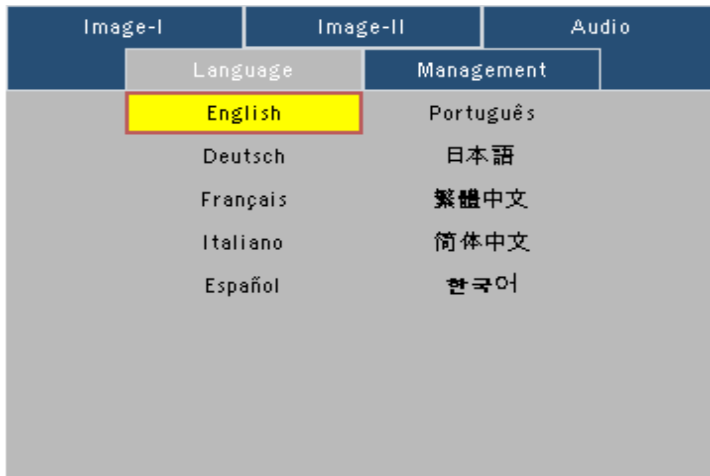 Image-I Image-II Audio
Language Management
English Português
Deutsch 日本語
Français 繁體中文
Italiano 简体中文
Español 한국어